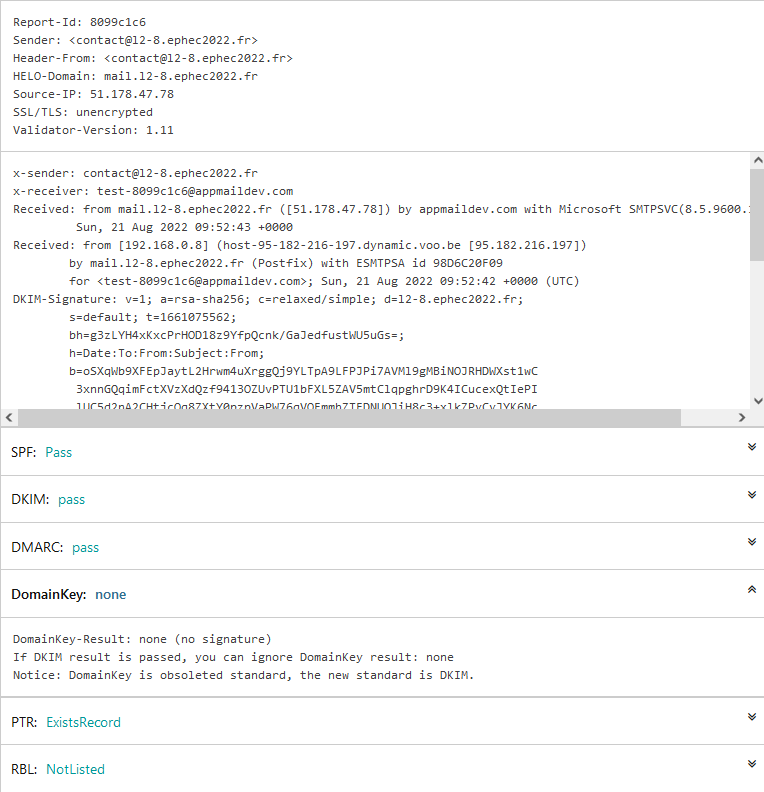 Report-Id: 8099c1c6
Sender: <contact@l2-8.ephec2022.fr>
Header-From: <contact@l2-8.ephec2022.fr>
HELO-Domain: mail.l2-8.ephec2022.fr
Source-IP: 51.178.47.78
SSL/TLS: unencrypted
Validator-Version: 1.11
x-sender: contact@l2-8.ephec2022.fr
x-receiver: test-8099c1c6@appmaildev.com
Received: from mail.l2-8.ephec2022.fr ([51.178.47.78]) by appmaildev.com with Microsoft SMTPSVC(8.5.9600.
Sun, 21 Aug 2022 09:52:43 +0000
Received: from [192.168.0.8] (host-95-182-216-197.dynamic.voo.be [95.182.216.197])
by mail.l2-8.ephec2022.fr (Postfix) with ESMTPSA id 98D6C20F09
for <test-8099c1c6@appmaildev.com>; Sun, 21 Aug 2022 09:52:42 +0000 (UTC)
DKIM-Signature: v=1; a=rsa-sha256; c=relaxed/simple; d=l2-8.ephec2022.fr;
s=default; t=1661075562;
bh=g3zLYH4xKxcPrHOD18z9YfpQcnk/GaJedfustWU5uGs=;
h=Date:To:From:Subject:From;
b=oSXqWb9XFEpJaytL2Hrwm4uXrggQj9YLTpA9LFPJPi7AVMl9gMBiNOJRHDWXst1wC
3xnnGQqimFctXVzXdQzf9413OZUvPTU1bFXL5ZAV5mtClqpghrD9K4ICucexQtIePI
SPF: Pass
DKIM: pass
DMARC: pass
DomainKey: none
DomainKey-Result: none (no signature)
If DKIM result is passed, you can ignore DomainKey result: none
Notice: DomainKey is obsoleted standard, the new standard is DKIM.
PTR: ExistsRecord
RBL: NotListed